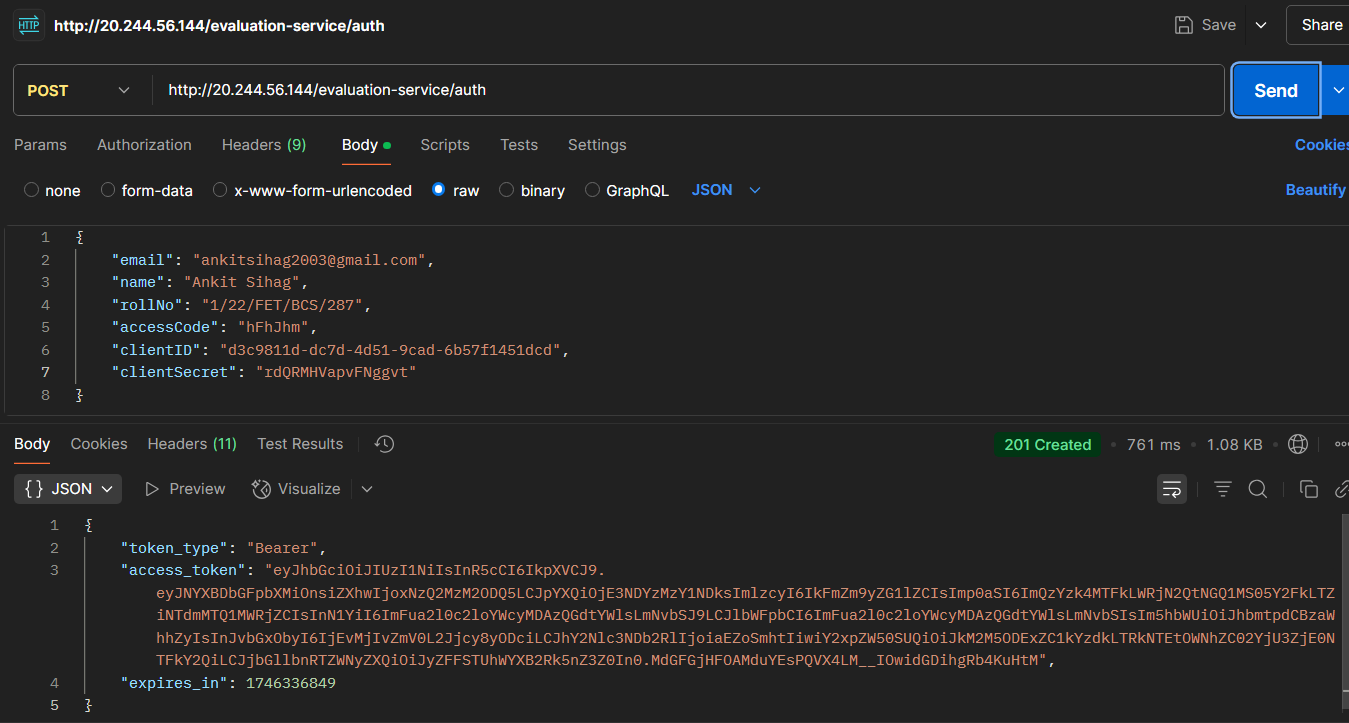 HTTP http://20.244.56.144/evaluation-service/auth Save Share
POST http://20.244.56.144/evaluation-service/auth Send
Params Authorization Headers (9) Body Scripts Tests Settings Cookies
none form-data x-www-form-urlencoded raw binary GraphQL JSON Beautify
1 {
2 "email": "ankitsihag2003@gmail.com",
3 "name": "Ankit Sihag",
4 "rollNo": "1/22/FET/BCS/287",
5 "accessCode": "hFhJhm",
6 "clientID": "d3c9811d-dc7d-4d51-9cad-6b57f1451dcd",
7 "clientSecret": "rdQRMHVapvFNggvt"
8 }
Body Cookies Headers (11) Test Results 201 Created 761 ms 1.08 KB
{} JSON Preview Visualize
1 {
2 "token_type": "Bearer",
3 "access_token": "eyJhbGciOiJIUzI1NiIsInR5cCI6IkpXVCJ9.
eyJNYXBDbGFpbXMiOnsiZXhwIjoxNzQ2MzM2ODQ5LCJpYXQiOjE3NDYzMzY1NDksImlzcyI6IkFmZm9yZG1lZCIsImp0aSI6ImQzYzk4MTFkLWRjN2QtNGQ1MS05Y2FkLTZ
iNTdmMTQ1MWRjZCIsInN1YiI6ImFua2l0c2loYWcyMDAzQGdtYWlsLmNvbSJ9LCJlbWFpbCI6ImFua2l0c2loYWcyMDAzQGdtYWlsLmNvbSIsIm5hbWUiOiJhbmtpdCBzaW
hhZyIsInJvbGxObyI6IjEvMjIvZmV0L2Jjcy8yODciLCJhY2Nlc3NDb2RlIjoiaEZoSmhtIiwiY2xpZW50SUQiOiJkM2M5ODExZC1kYzdkLTRkNTEtOWNhZC02YjU3ZjE0N
TFkY2QiLCJjbGllbnRTZWNyZXQiOiJyZFFSTUhWYXB2Rk5nZ3Z0In0.MdGFGjHFOAMduYEsPQVX4LM__IOwidGDihgRb4KuHtM",
4 "expires_in": 1746336849
5 }